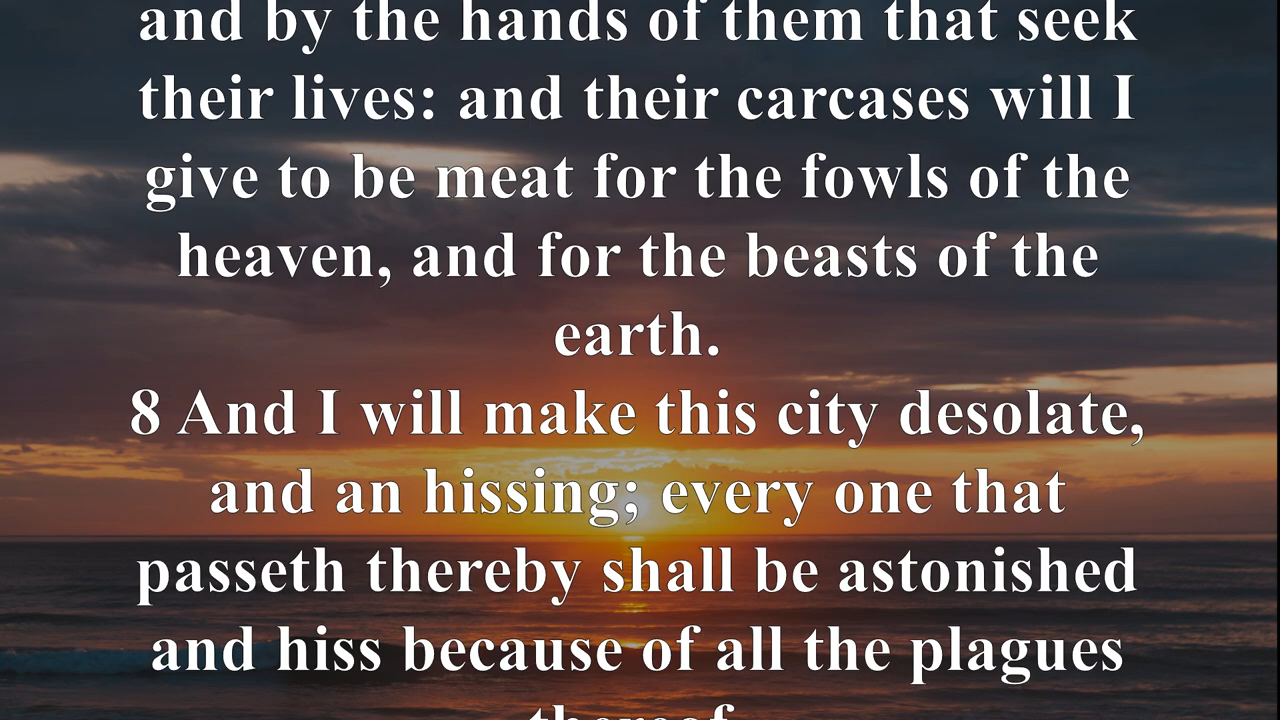 and by the hands of them that seek
their lives: and their carcases will I
give to be meat for the fowls of the
heaven, and for the beasts of the
earth.
8 And I will make this city desolate,
and an hissing; every one that
passeth thereby shall be astonished
and hiss because of all the plagues
thereof.